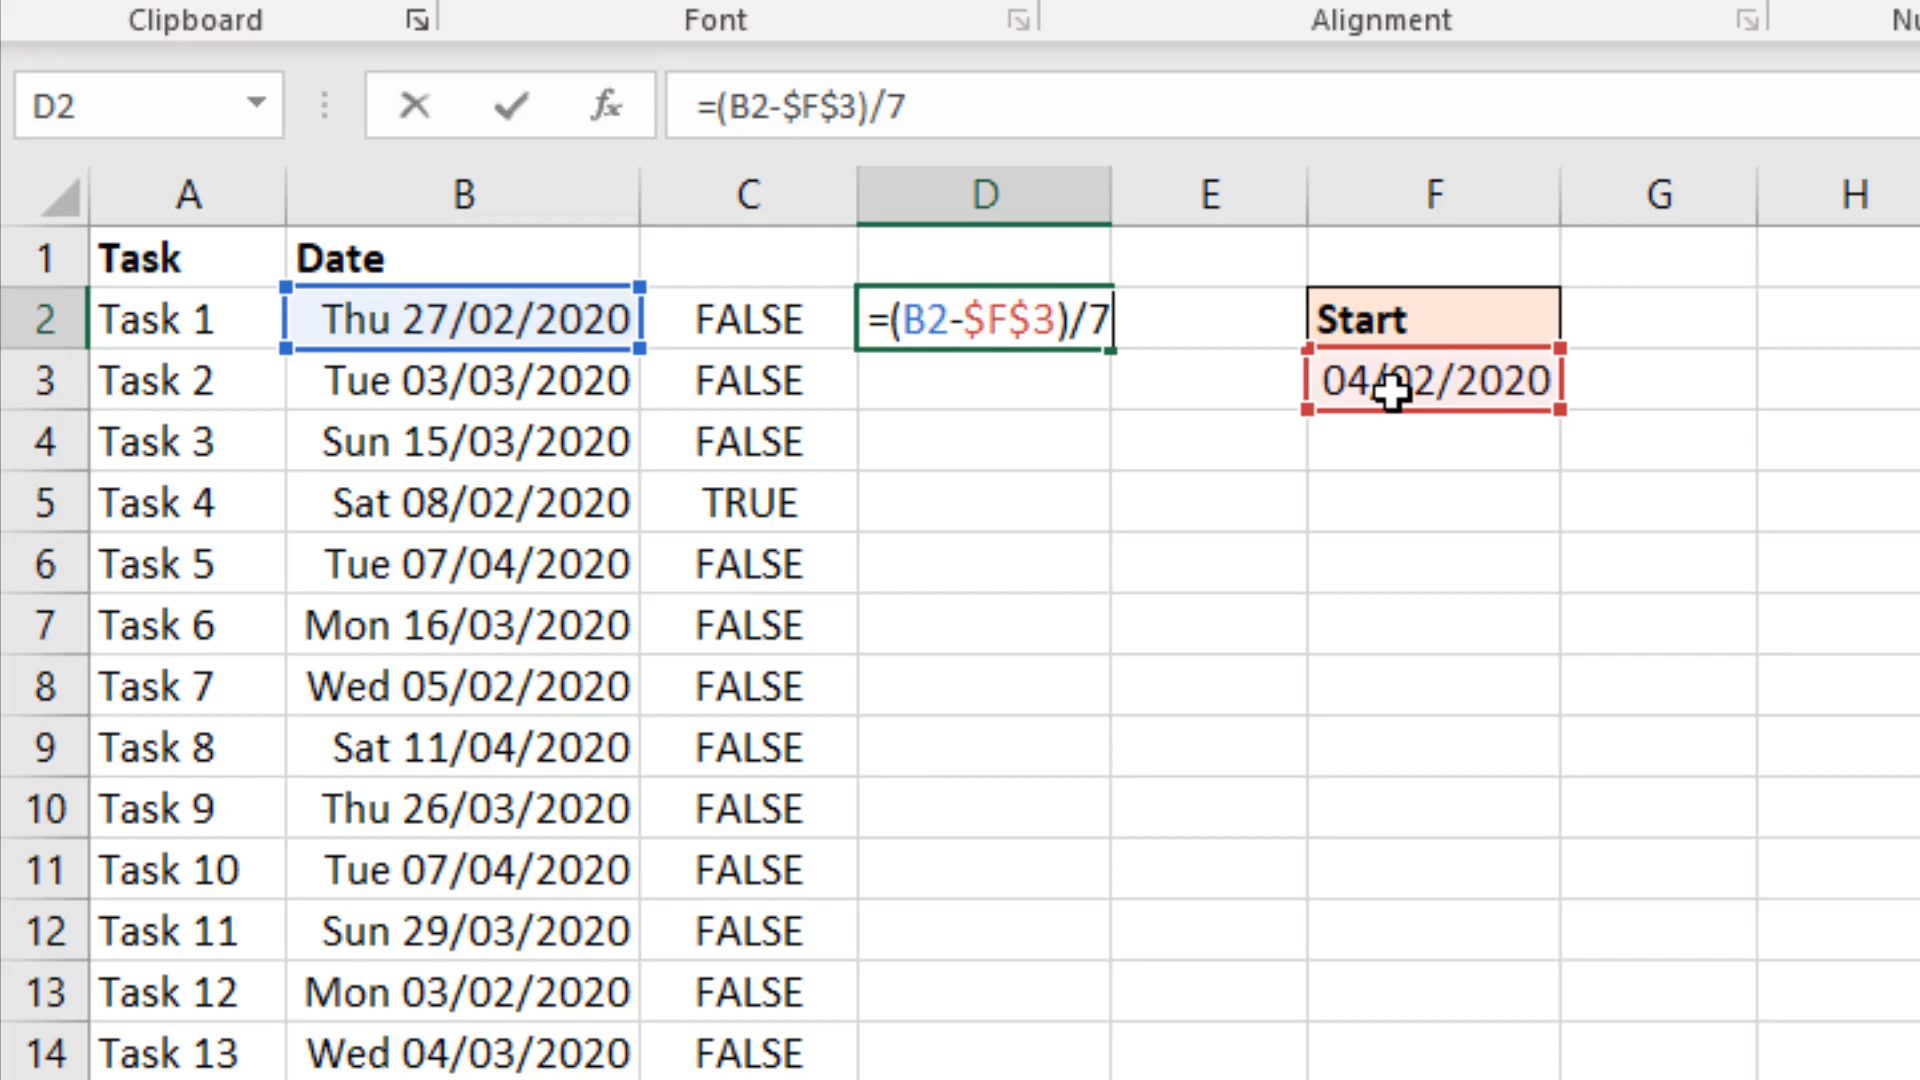 Clipboard Font Alignment
D2 fx =(B2-$F$3)/7
A B C D E F G H
1 Task Date
2 Task 1 Thu 27/02/2020 FALSE =(B2-$F$3)/7 Start
3 Task 2 Tue 03/03/2020 FALSE 04/02/2020
4 Task 3 Sun 15/03/2020 FALSE
5 Task 4 Sat 08/02/2020 TRUE
6 Task 5 Tue 07/04/2020 FALSE
7 Task 6 Mon 16/03/2020 FALSE
8 Task 7 Wed 05/02/2020 FALSE
9 Task 8 Sat 11/04/2020 FALSE
10 Task 9 Thu 26/03/2020 FALSE
11 Task 10 Tue 07/04/2020 FALSE
12 Task 11 Sun 29/03/2020 FALSE
13 Task 12 Mon 03/02/2020 FALSE
14 Task 13 Wed 04/03/2020 FALSE